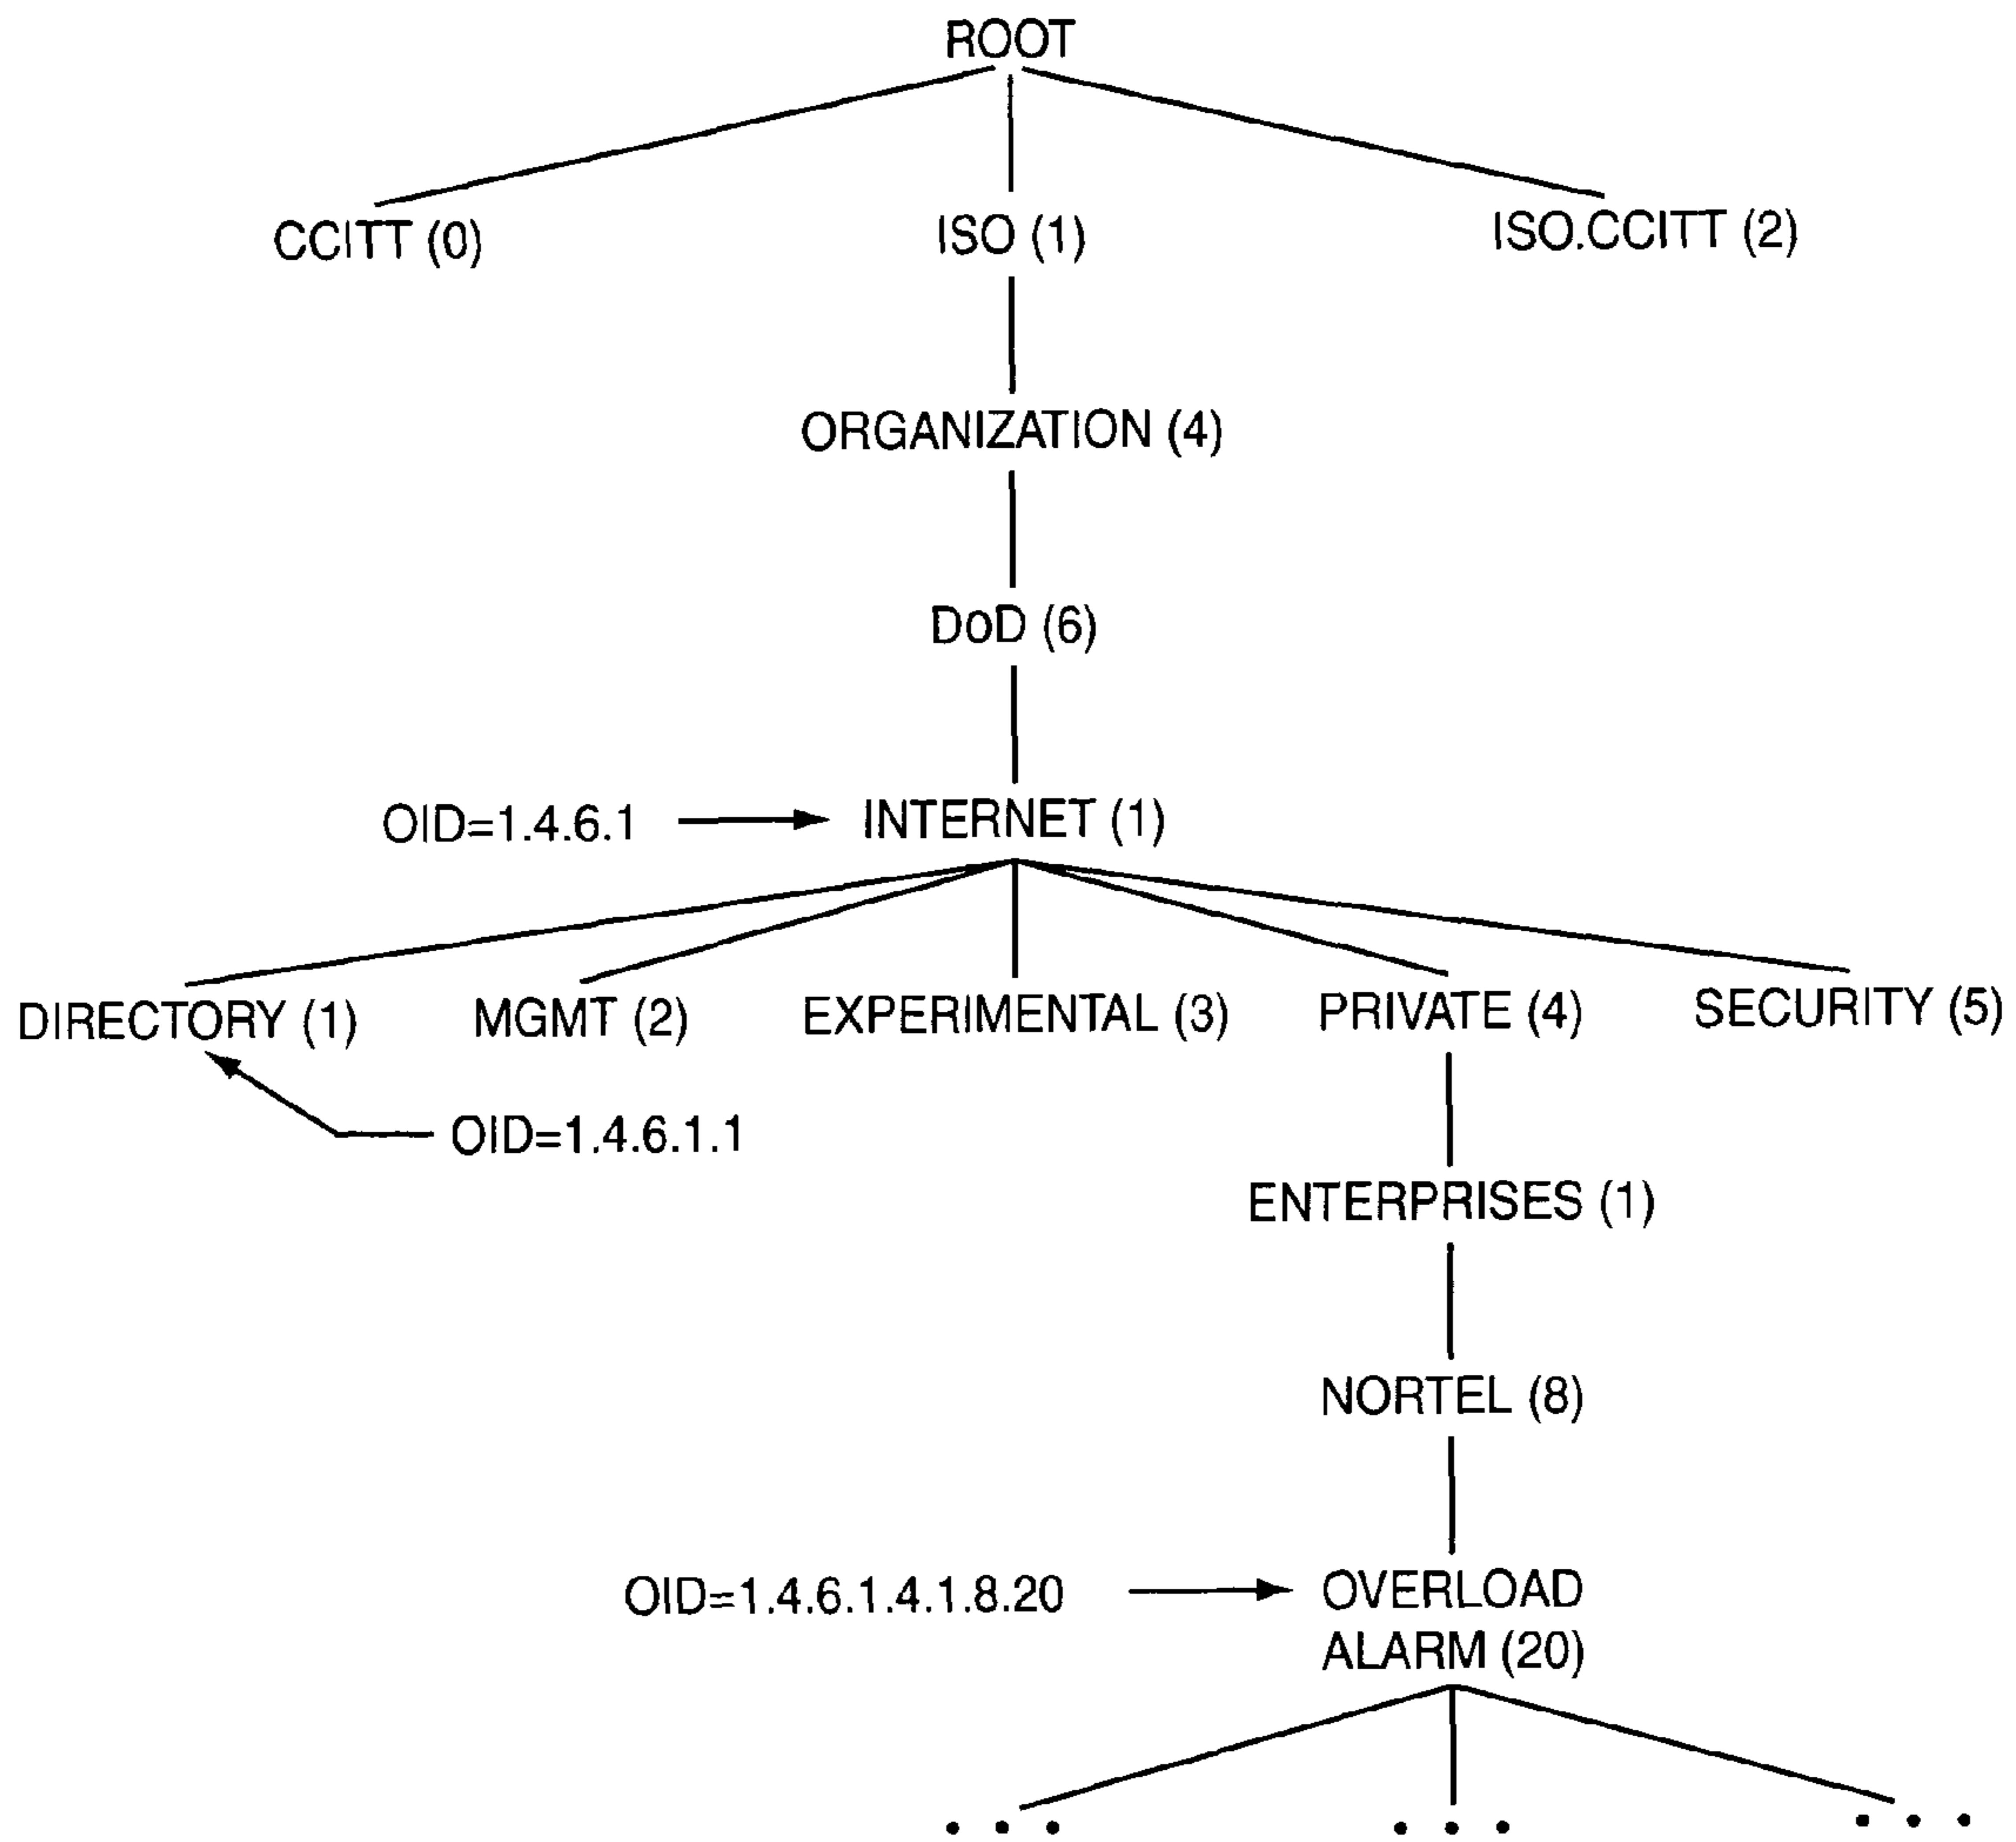 ROOT
CCITT (0)
ISO (1)
ISO.CCITT (2)
ORGANIZATION (4)
DoD (6)
OID=1.4.6.1
INTERNET (1)
DIRECTORY (1)
MGMT (2)
EXPERIMENTAL (3)
PRIVATE (4)
SECURITY (5)
OID=1.4.6.1.1
ENTERPRISES (1)
NORTEL (8)
OID=1.4.6.1.4.1.8.20
OVERLOAD
ALARM (20)
• • •
• • •
• • •